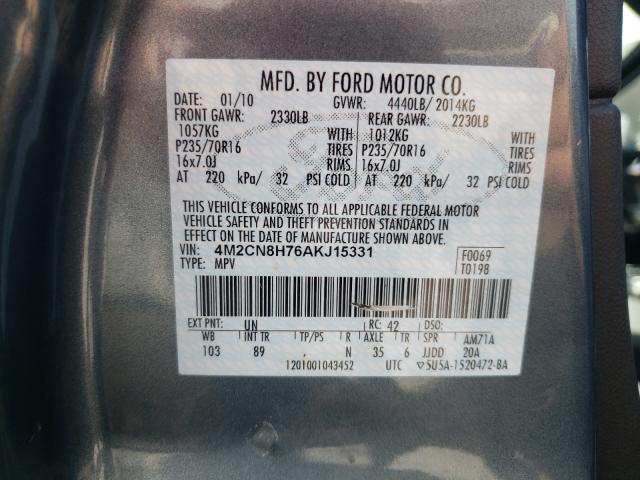 MFD. BY FORD MOTOR CO.
DATE: 01/10 GVWR: 4440LB/ 2014KG
FRONT GAWR: 2330LB REAR GAWR: 2230LB
1057KG WITH 1012KG WITH
P235/70R16 TIRES P235/70R16 TIRES
16x7.0J RIMS 16x7.0J RIMS
AT 220 kPa/ 32 PSI COLD AT 220 kPa/ 32 PSI COLD
THIS VEHICLE CONFORMS TO ALL APPLICABLE FEDERAL MOTOR
VEHICLE SAFETY AND THEFT PREVENTION STANDARDS IN
EFFECT ON THE DATE OF MANUFACTURE SHOWN ABOVE.
VIN: 4M2CN8H76AKJ15331 F0069
TYPE: MPV T0198
EXT PNT: UN RC: 42 DSO:
WB INT TR TP/PS R AXLE TR SPR AM71A
103 89 N 35 6 JJDD 20A
1201001043452 UTC ▽5U5A-1520472-BA